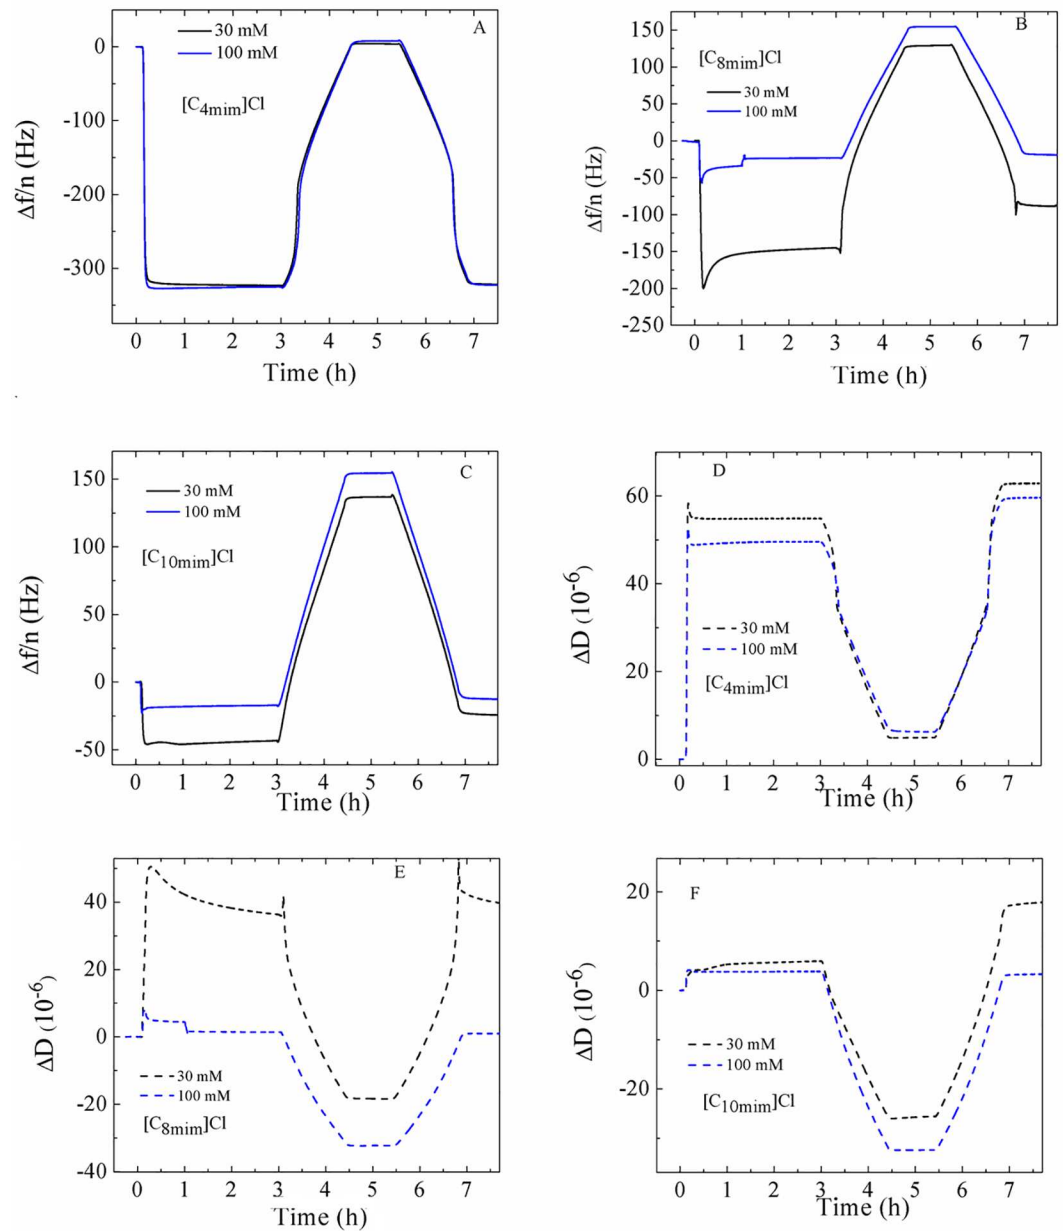 A
30 mM
100 mM
[C4mim]Cl
Δf/n (Hz)
0
-100
-200
-300
0 1 2 3 4 5 6 7
Time (h)
B
[C8mim]Cl
30 mM
100 mM
Δf/n (Hz)
150
100
50
0
-50
-100
-150
-200
-250
0 1 2 3 4 5 6 7
Time (h)
C
30 mM
100 mM
[C10mim]Cl
Δf/n (Hz)
150
100
50
0
-50
0 1 2 3 4 5 6 7
Time (h)
D
30 mM
100 mM
[C4mim]Cl
ΔD (10-6)
60
40
20
0
0 1 2 3 4 5 6 7
Time (h)
E
30 mM
100 mM
[C8mim]Cl
ΔD (10-6)
40
20
0
-20
-40
0 1 2 3 4 5 6 7
Time (h)
F
30 mM
100 mM
[C10mim]Cl
ΔD (10-6)
20
0
-20
0 1 2 3 4 5 6 7
Time (h)